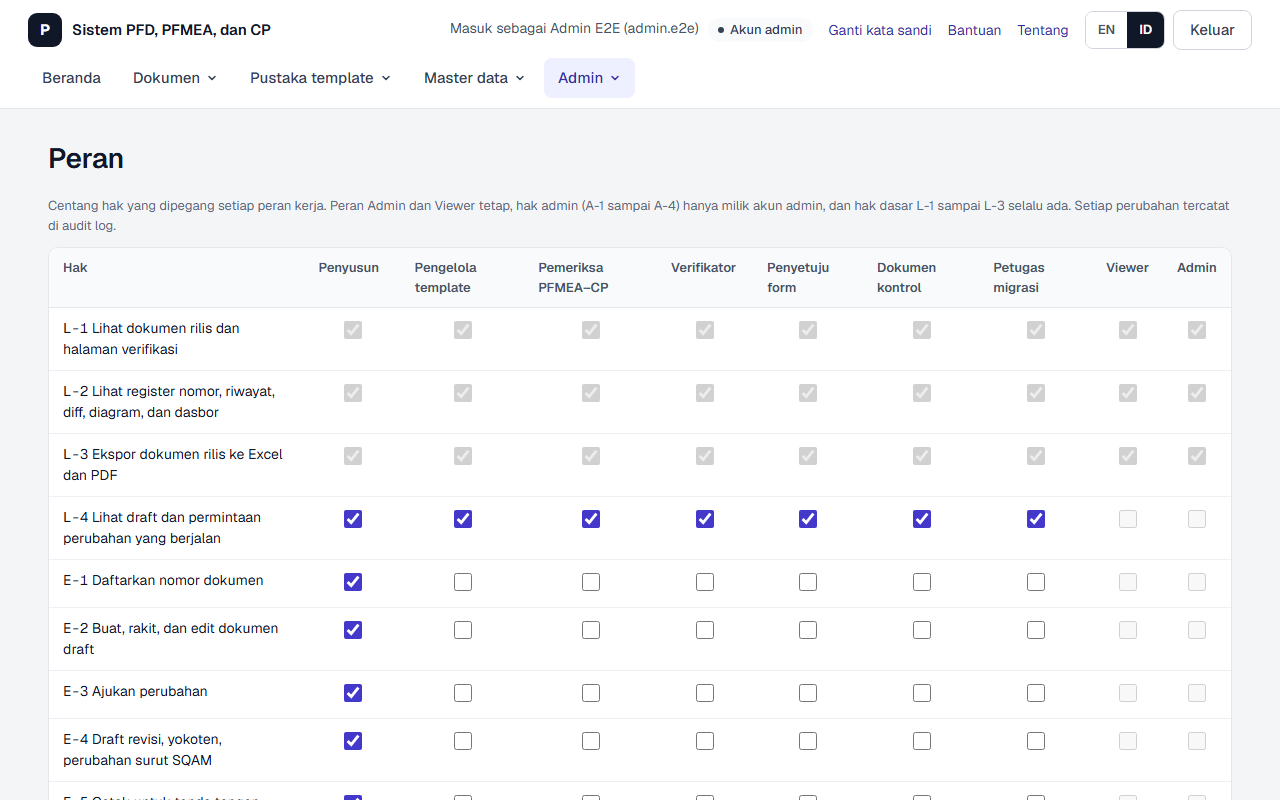 P Sistem PFD, PFMEA, dan CP
Masuk sebagai Admin E2E (admin.e2e) Akun admin Ganti kata sandi Bantuan Tentang EN ID Keluar
Beranda Dokumen Pustaka template Master data Admin
Peran
Centang hak yang dipegang setiap peran kerja. Peran Admin dan Viewer tetap, hak admin (A-1 sampai A-4) hanya milik akun admin, dan hak dasar L-1 sampai L-3 selalu ada. Setiap perubahan tercatat
di audit log.
Hak Penyusun Pengelola template Pemeriksa PFMEA–CP Verifikator Penyetuju form Dokumen kontrol Petugas migrasi Viewer Admin
L-1 Lihat dokumen rilis dan
halaman verifikasi
L-2 Lihat register nomor, riwayat,
diff, diagram, dan dasbor
L-3 Ekspor dokumen rilis ke Excel
dan PDF
L-4 Lihat draft dan permintaan
perubahan yang berjalan
E-1 Daftarkan nomor dokumen
E-2 Buat, rakit, dan edit dokumen
draft
E-3 Ajukan perubahan
E-4 Draft revisi, yokoten,
perubahan surut SQAM